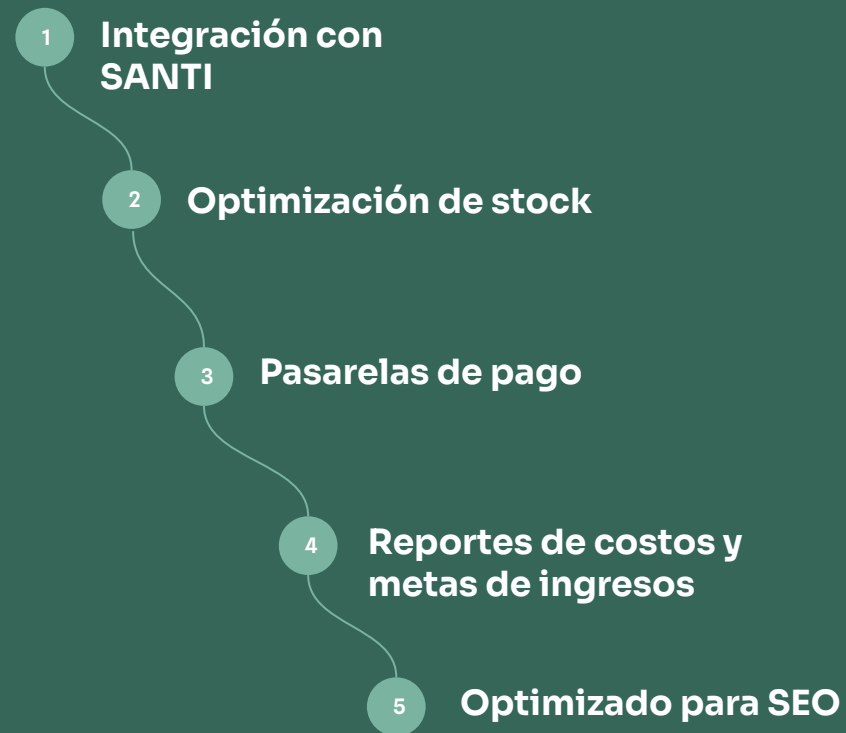 1
Integración con
SANTI
2
Optimización de stock
3
Pasarelas de pago
4
Reportes de costos y
metas de ingresos
5
Optimizado para SEO